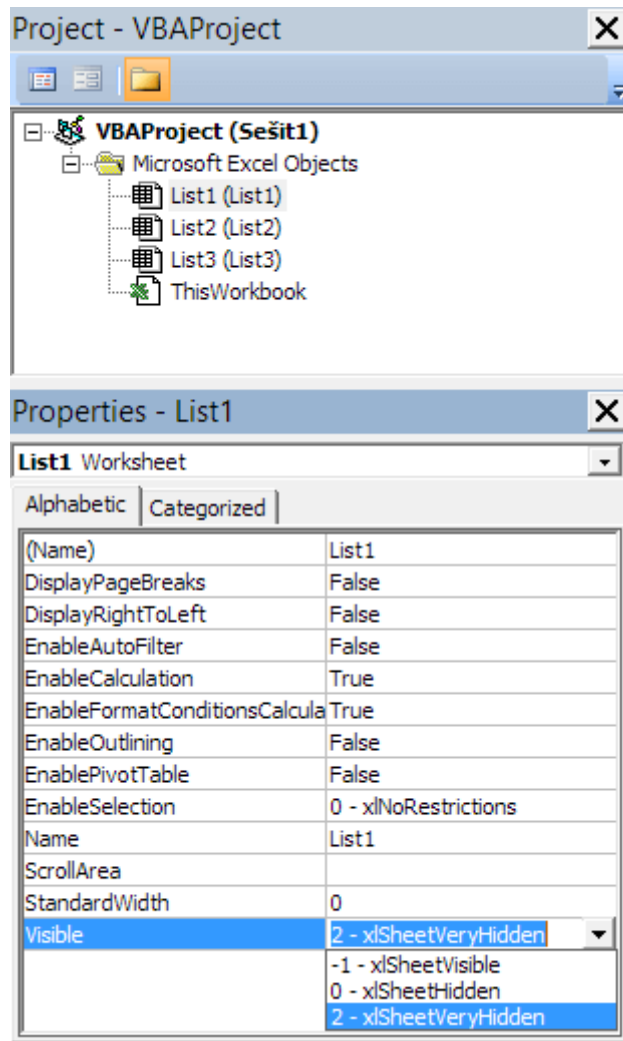 Project - VBAProject
VBAProject (Sešit1)
Microsoft Excel Objects
List1 (List1)
List2 (List2)
List3 (List3)
ThisWorkbook
Properties - List1
List1 Worksheet
Alphabetic Categorized
(Name) List1
DisplayPageBreaks False
DisplayRightToLeft False
EnableAutoFilter False
EnableCalculation True
EnableFormatConditionsCalcula True
EnableOutlining False
EnablePivotTable False
EnableSelection 0 - xlNoRestrictions
Name List1
ScrollArea
StandardWidth 0
Visible 2 - xlSheetVeryHidden
-1 - xlSheetVisible
0 - xlSheetHidden
2 - xlSheetVeryHidden